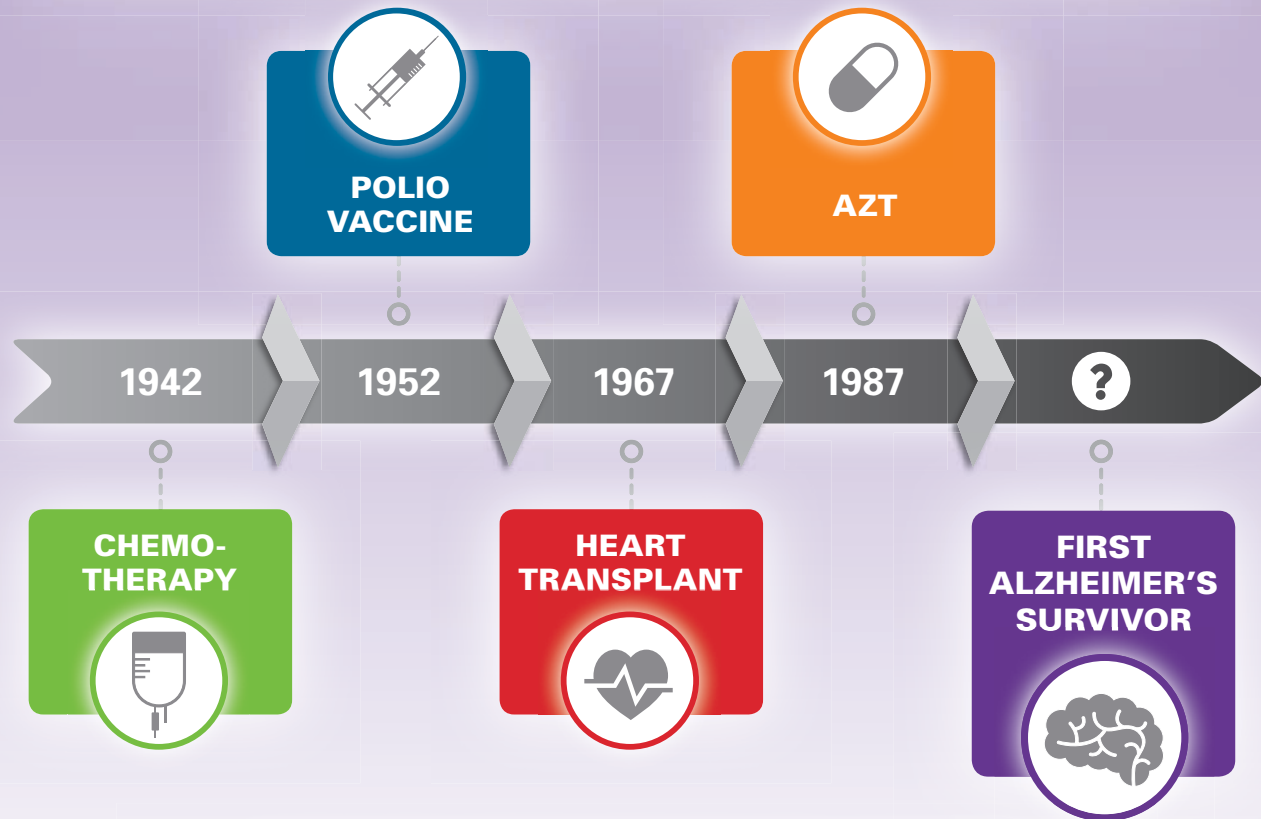 POLIO
VACCINE
AZT
1942
1952
1967
1987
?
CHEMO-
THERAPY
HEART
TRANSPLANT
FIRST
ALZHEIMER'S
SURVIVOR